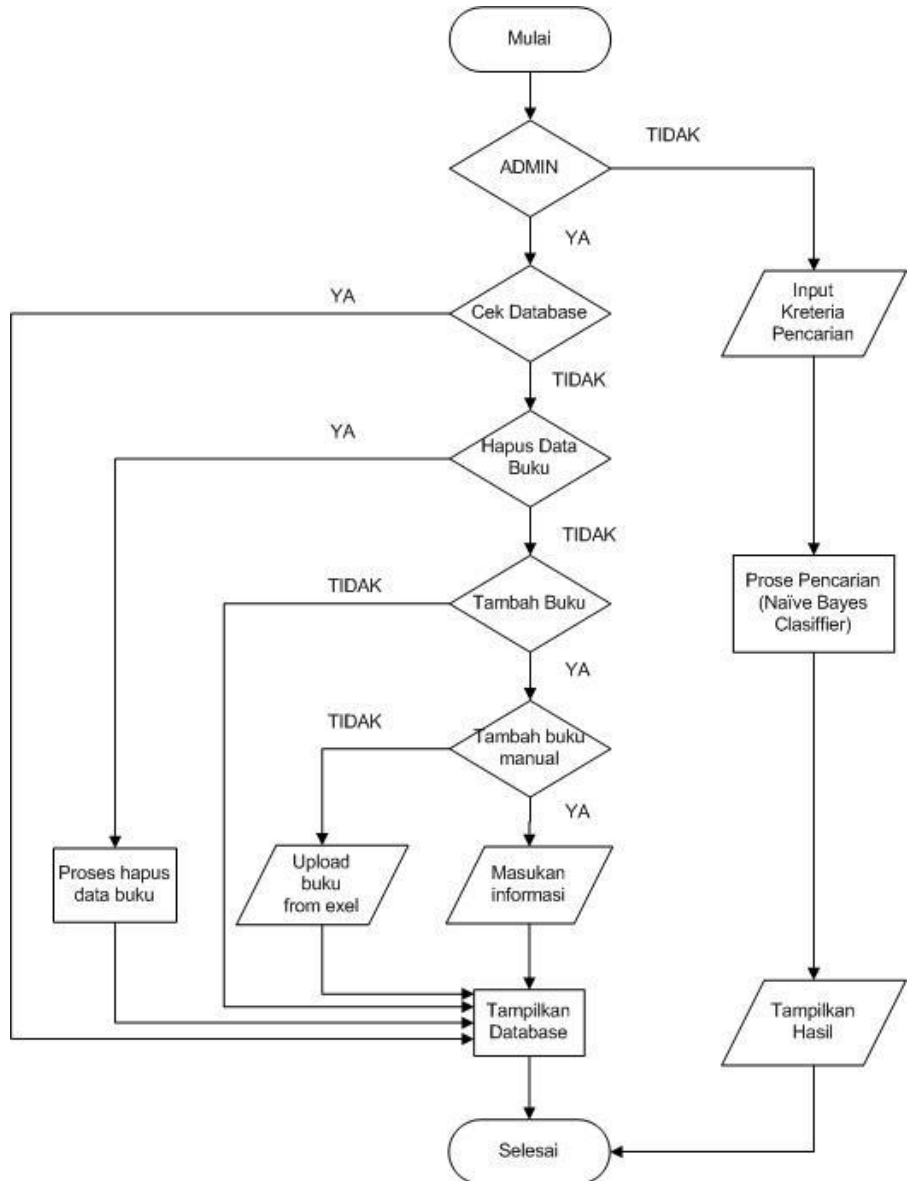 Mulai
TIDAK
ADMIN
YA
YA
Cek Database
Input
Kreteria
Pencarian
TIDAK
YA
Hapus Data
Buku
TIDAK
TIDAK
Tambah Buku
Prose Pencarian
(Naïve Bayes
Clasiffier)
YA
TIDAK
Tambah buku
manual
YA
Proses hapus
data buku
Upload
buku
from exel
Masukan
informasi
Tampilkan
Database
Tampilkan
Hasil
Selesai